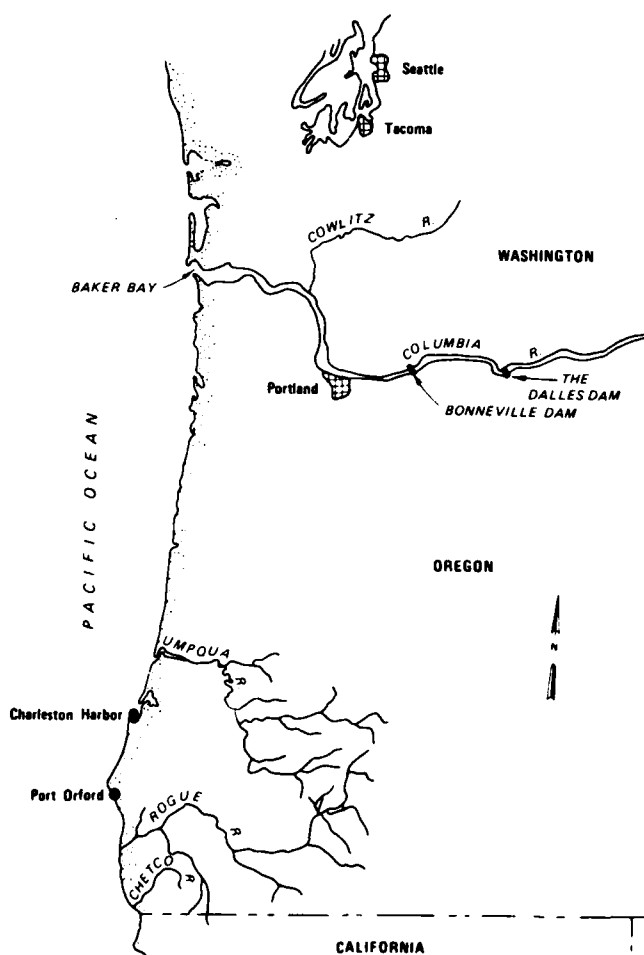 Seattle
Tacoma
COWLITZ R.
WASHINGTON
BAKER BAY
COLUMBIA R.
Portland
THE
DALLES DAM
BONNEVILLE DAM
PACIFIC OCEAN
OREGON
N
UMPQUA R
Charleston Harbor
Port Orford
ROGUE R
CHETCO R
CALIFORNIA